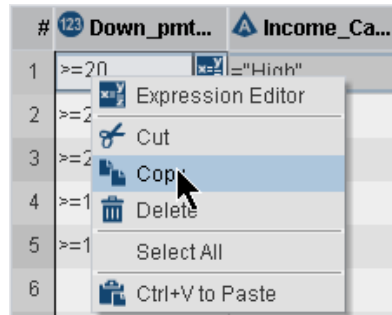 # 123 Down_pmt... A Income_Ca...
1 >=20 x=y ="High"
Expression Editor
2 >=2
Cut
3 >=2
Copy
4 >=1
Delete
5 >=1
Select All
6
Ctrl+V to Paste